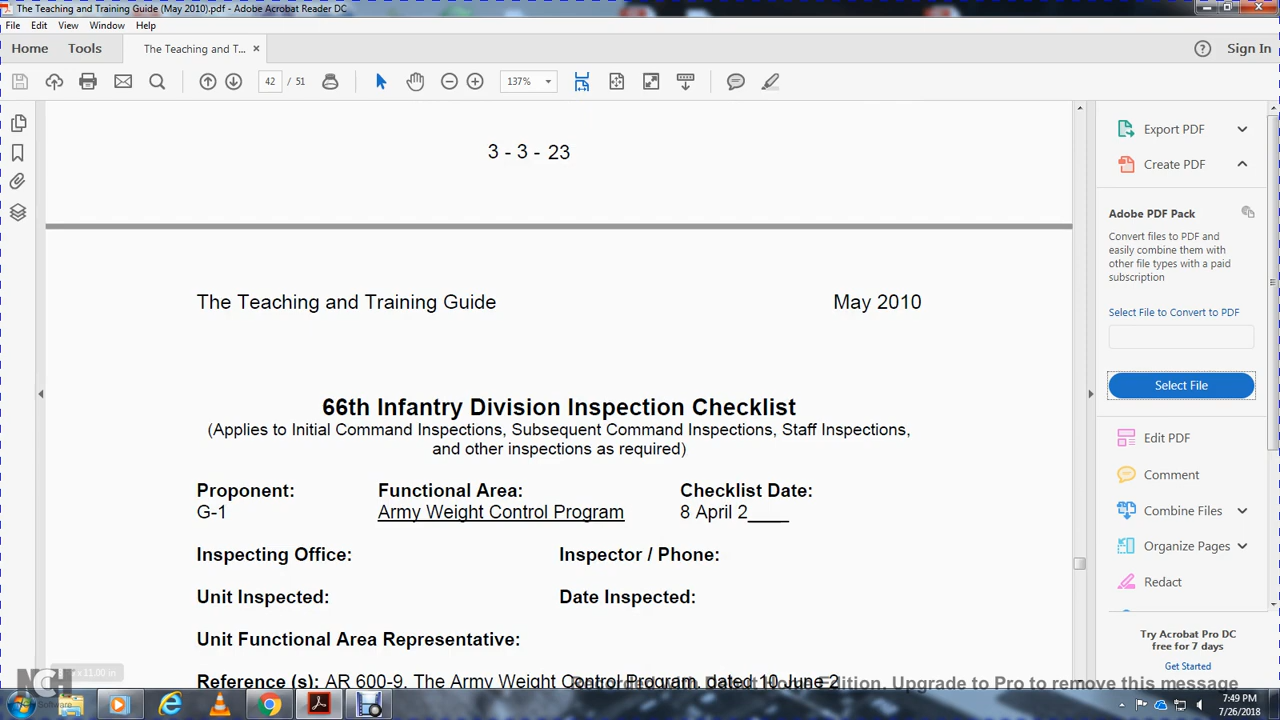 The Teaching and Training Guide (May 2010).pdf - Adobe Acrobat Reader DC
File Edit View Window Help
Home Tools The Teaching and T... × Sign In
42 / 51 137%
3 - 3 - 23
The Teaching and Training Guide May 2010
66th Infantry Division Inspection Checklist
(Applies to Initial Command Inspections, Subsequent Command Inspections, Staff Inspections,
and other inspections as required)
Proponent: Functional Area: Checklist Date:
G-1 Army Weight Control Program 8 April 2____
Inspecting Office: Inspector / Phone:
Unit Inspected: Date Inspected:
Unit Functional Area Representative:
Reference (s): AR 600-9, The Army Weight Control Program, dated 10 June 2
Export PDF
Create PDF
Adobe PDF Pack
Convert files to PDF and
easily combine them with
other file types with a paid
subscription
Select File to Convert to PDF
Select File
Edit PDF
Comment
Combine Files
Organize Pages
Redact
Try Acrobat Pro DC
free for 7 days
Get Started
x 11.00 in
NCH
Software
Edition. Upgrade to Pro to remove this message
7:49 PM
7/26/2018